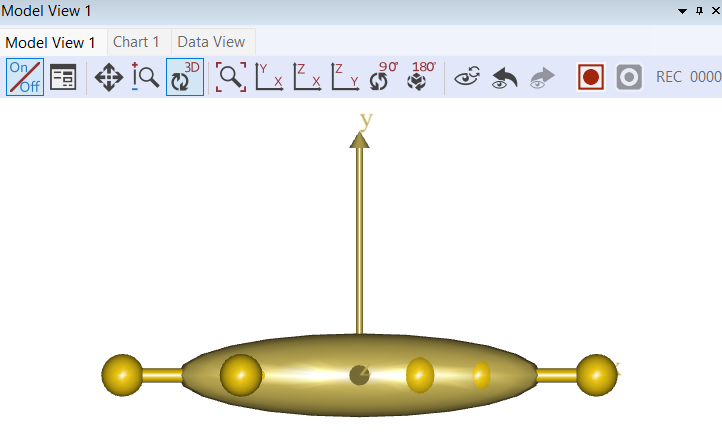 Model View 1
Model View 1 Chart 1 Data View
On/Off 3D Y X Z X Z Y 90° 180° REC 0000
y
z
x